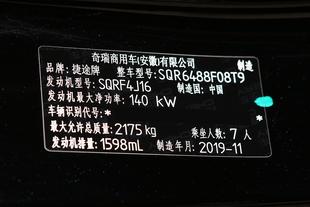 奇瑞商用车(安徽)有限公司 制造
品牌：捷途牌 整车型号：SQR6488F08T9
发动机型号：SQRF4J16 制造国：中国
发动机最大净功率：140 kW
车辆识别代号：* *
最大允许总质量：2175kg 乘坐人数：7 人
发动机排量：1598mL 制造年月：2019-11